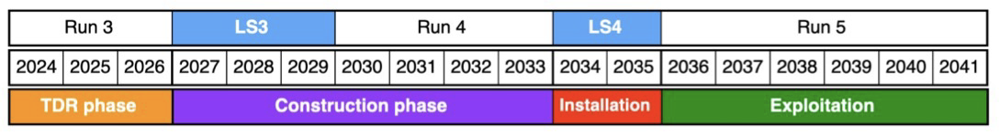 Run 3 LS3 Run 4 LS4 Run 5
2024 2025 2026 2027 2028 2029 2030 2031 2032 2033 2034 2035 2036 2037 2038 2039 2040 2041
TDR phase Construction phase Installation Exploitation